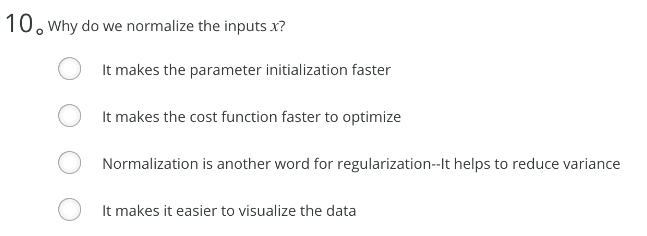 10. Why do we normalize the inputs x?
It makes the parameter initialization faster
It makes the cost function faster to optimize
Normalization is another word for regularization--It helps to reduce variance
It makes it easier to visualize the data